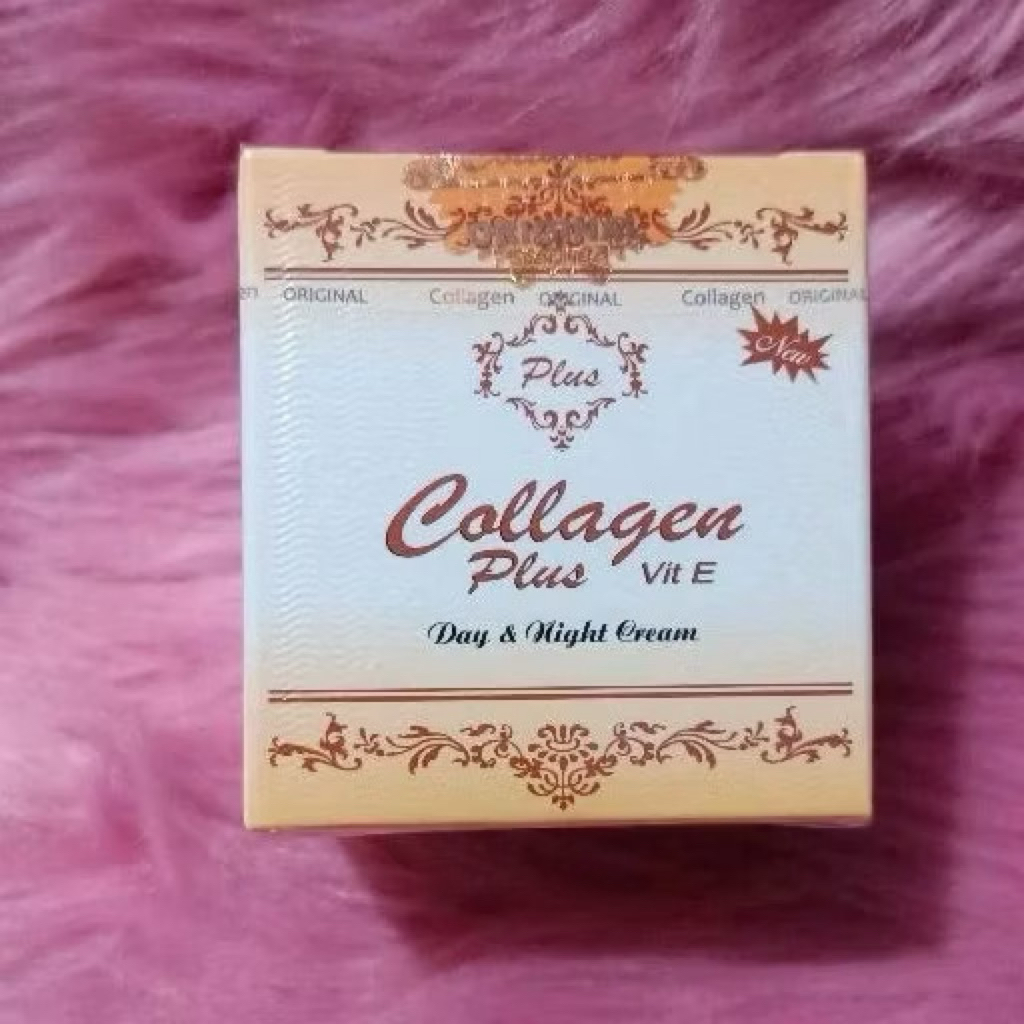 ORIGINAL Collagen ORIGINAL Collagen ORIGINAL
New
Plus
Collagen
Plus Vit E
Day & Night Cream